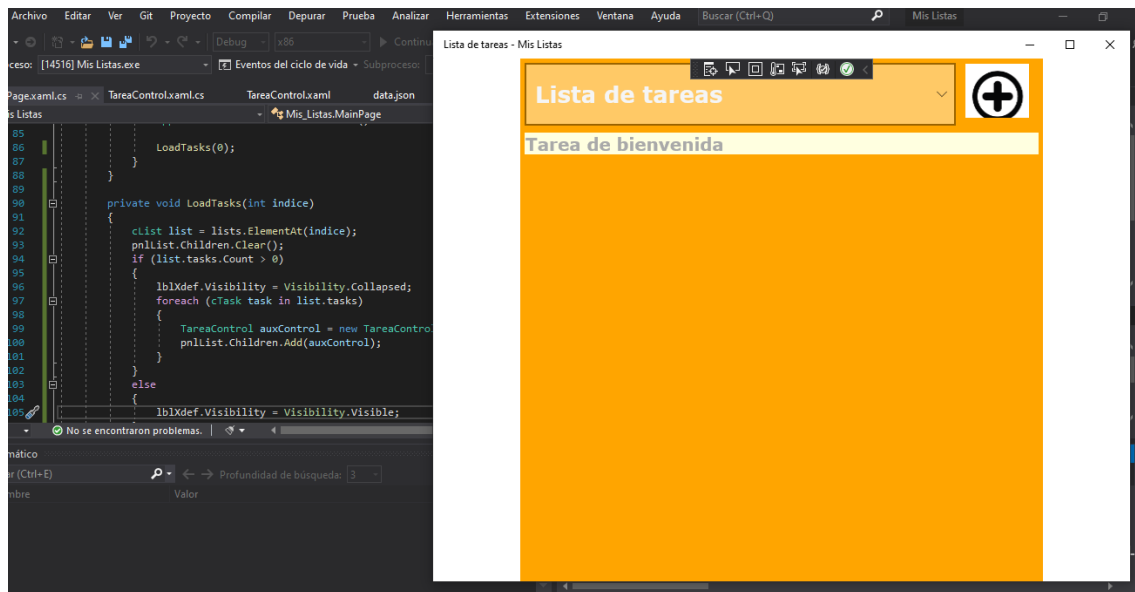 Archivo Editar Ver Git Proyecto Compilar Depurar Prueba Analizar Herramientas Extensiones Ventana Ayuda Buscar (Ctrl+Q) Mis Listas
Debug x86 Continu
ceso: [14516] Mis Listas.exe Eventos del ciclo de vida Subproceso:
Page.xaml.cs TareaControl.xaml.cs TareaControl.xaml data.json
is Listas Mis_Listas.MainPage
85
86 LoadTasks(0);
87 }
88 }
89
90 private void LoadTasks(int indice)
91 {
92 cList list = lists.ElementAt(indice);
93 pnlList.Children.Clear();
94 if (list.tasks.Count > 0)
95 {
96 lblXdef.Visibility = Visibility.Collapsed;
97 foreach (cTask task in list.tasks)
98 {
99 TareaControl auxControl = new TareaContro
100 pnlList.Children.Add(auxControl);
101 }
102 }
103 else
104 {
105 lblXdef.Visibility = Visibility.Visible;
No se encontraron problemas.
mático
ar (Ctrl+E) Profundidad de búsqueda: 3
mbre Valor
Lista de tareas - Mis Listas
Lista de tareas
Tarea de bienvenida